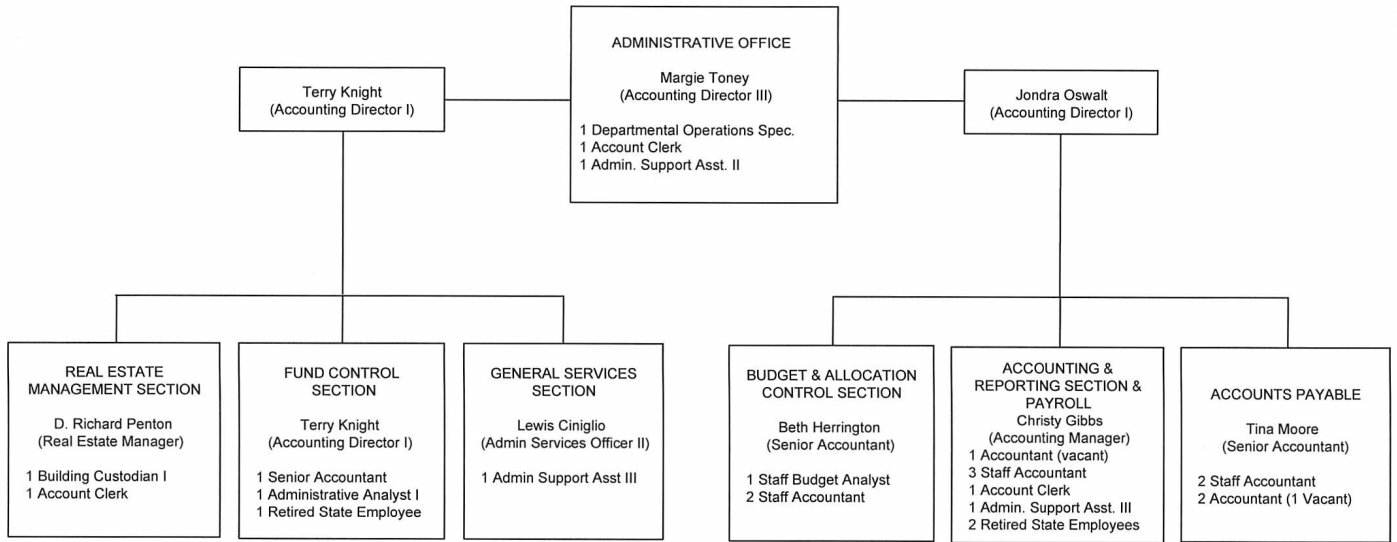 ADMINISTRATIVE OFFICE
Margie Toney
(Accounting Director III)
1 Departmental Operations Spec.
1 Account Clerk
1 Admin. Support Asst. II
Terry Knight
(Accounting Director I)
Jondra Oswalt
(Accounting Director I)
REAL ESTATE
MANAGEMENT SECTION
D. Richard Penton
(Real Estate Manager)
1 Building Custodian I
1 Account Clerk
FUND CONTROL
SECTION
Terry Knight
(Accounting Director I)
1 Senior Accountant
1 Administrative Analyst I
1 Retired State Employee
GENERAL SERVICES
SECTION
Lewis Ciniglio
(Admin Services Officer II)
1 Admin Support Asst III
BUDGET & ALLOCATION
CONTROL SECTION
Beth Herrington
(Senior Accountant)
1 Staff Budget Analyst
2 Staff Accountant
ACCOUNTING &
REPORTING SECTION &
PAYROLL
Christy Gibbs
(Accounting Manager)
1 Accountant (vacant)
3 Staff Accountant
1 Account Clerk
1 Admin. Support Asst. III
2 Retired State Employees
ACCOUNTS PAYABLE
Tina Moore
(Senior Accountant)
2 Staff Accountant
2 Accountant (1 Vacant)